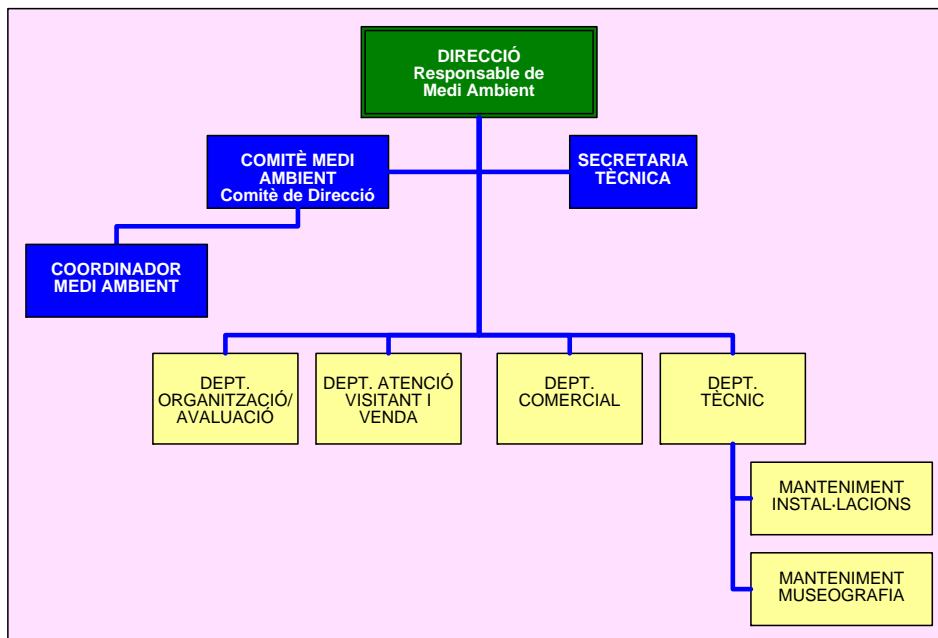 DIRECCIÓ
Responsable de
Medi Ambient
COMITÈ MEDI
AMBIENT
Comitè de Direcció
SECRETARIA
TÈCNICA
COORDINADOR
MEDI AMBIENT
DEPT.
ORGANITZACIÓ/
AVALUACIÓ
DEPT. ATENCIÓ
VISITANT I
VENDA
DEPT.
COMERCIAL
DEPT.
TÈCNIC
MANTENIMENT
INSTAL·LACIONS
MANTENIMENT
MUSEOGRAFIA